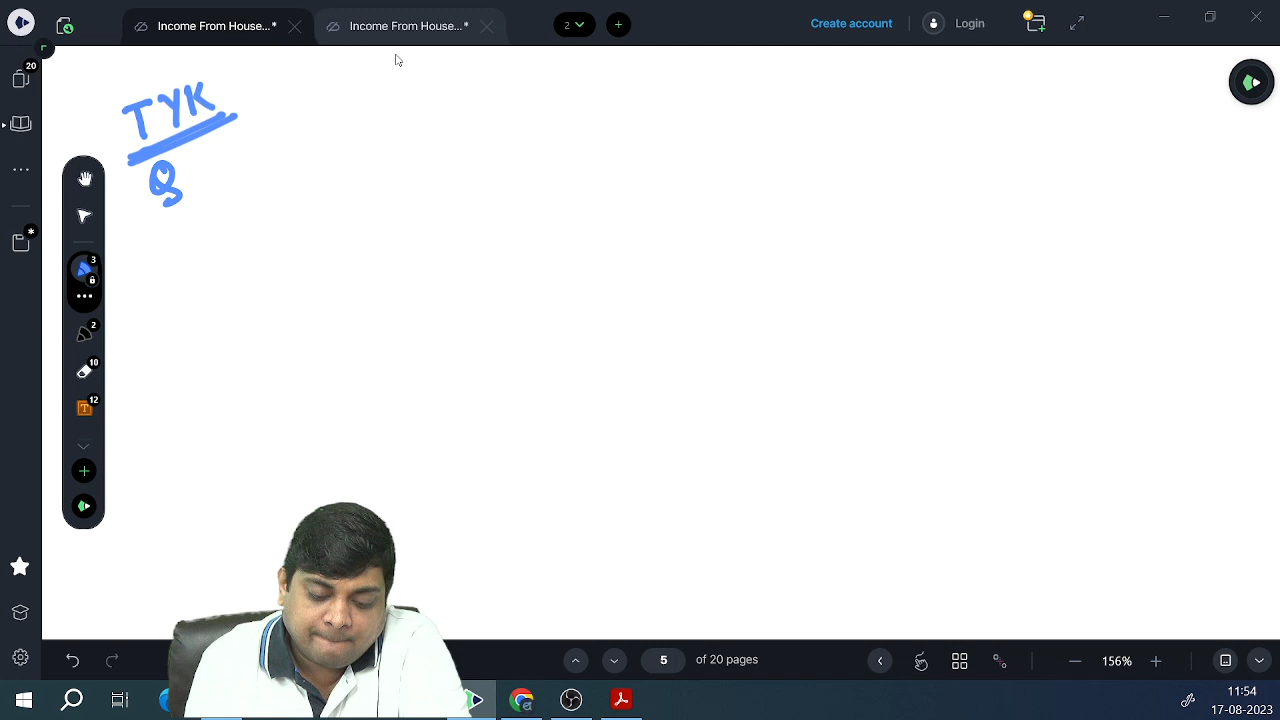 Income From House...*
Income From House...*
2
+
Create account
Login
20
TYK
Q
*
3
2
10
T
12
5
of 20 pages
156%
11:54
17-08-2023